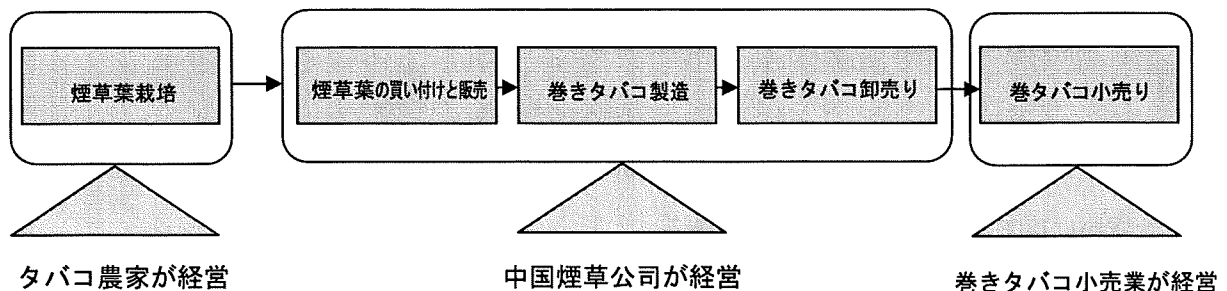 煙草葉栽培
煙草葉の買い付けと販売
巻きタバコ製造
巻きタバコ卸売り
巻タバコ小売り
タバコ農家が経営
中国煙草公司が経営
巻きタバコ小売業が経営